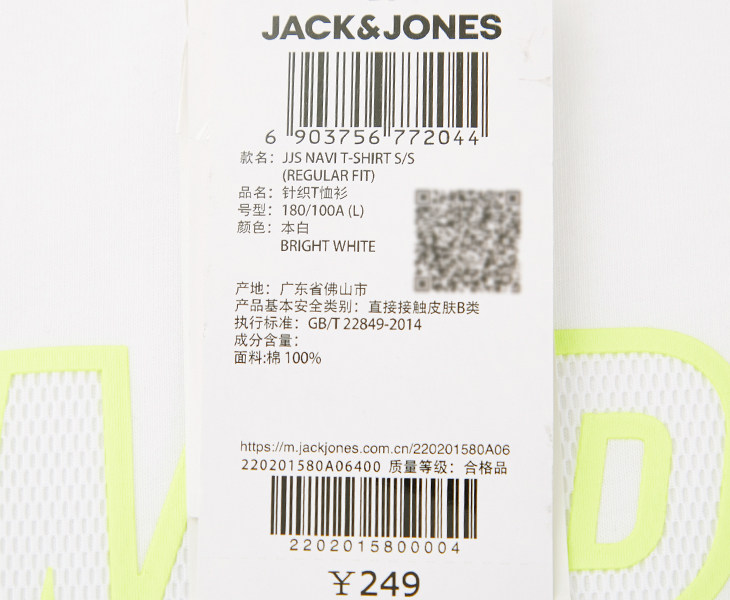 JACK&JONES
6 903756 772044
款名：JJS NAVI T-SHIRT S/S
(REGULAR FIT)
品名：针织T恤衫
号型：180/100A (L)
颜色：本白
BRIGHT WHITE
产地：广东省佛山市
产品基本安全类别：直接接触皮肤B类
执行标准：GB/T 22849-2014
成分含量：
面料:棉 100%
https://m.jackjones.com.cn/220201580A06
220201580A06400 质量等级：合格品
2202015800004
￥249
D